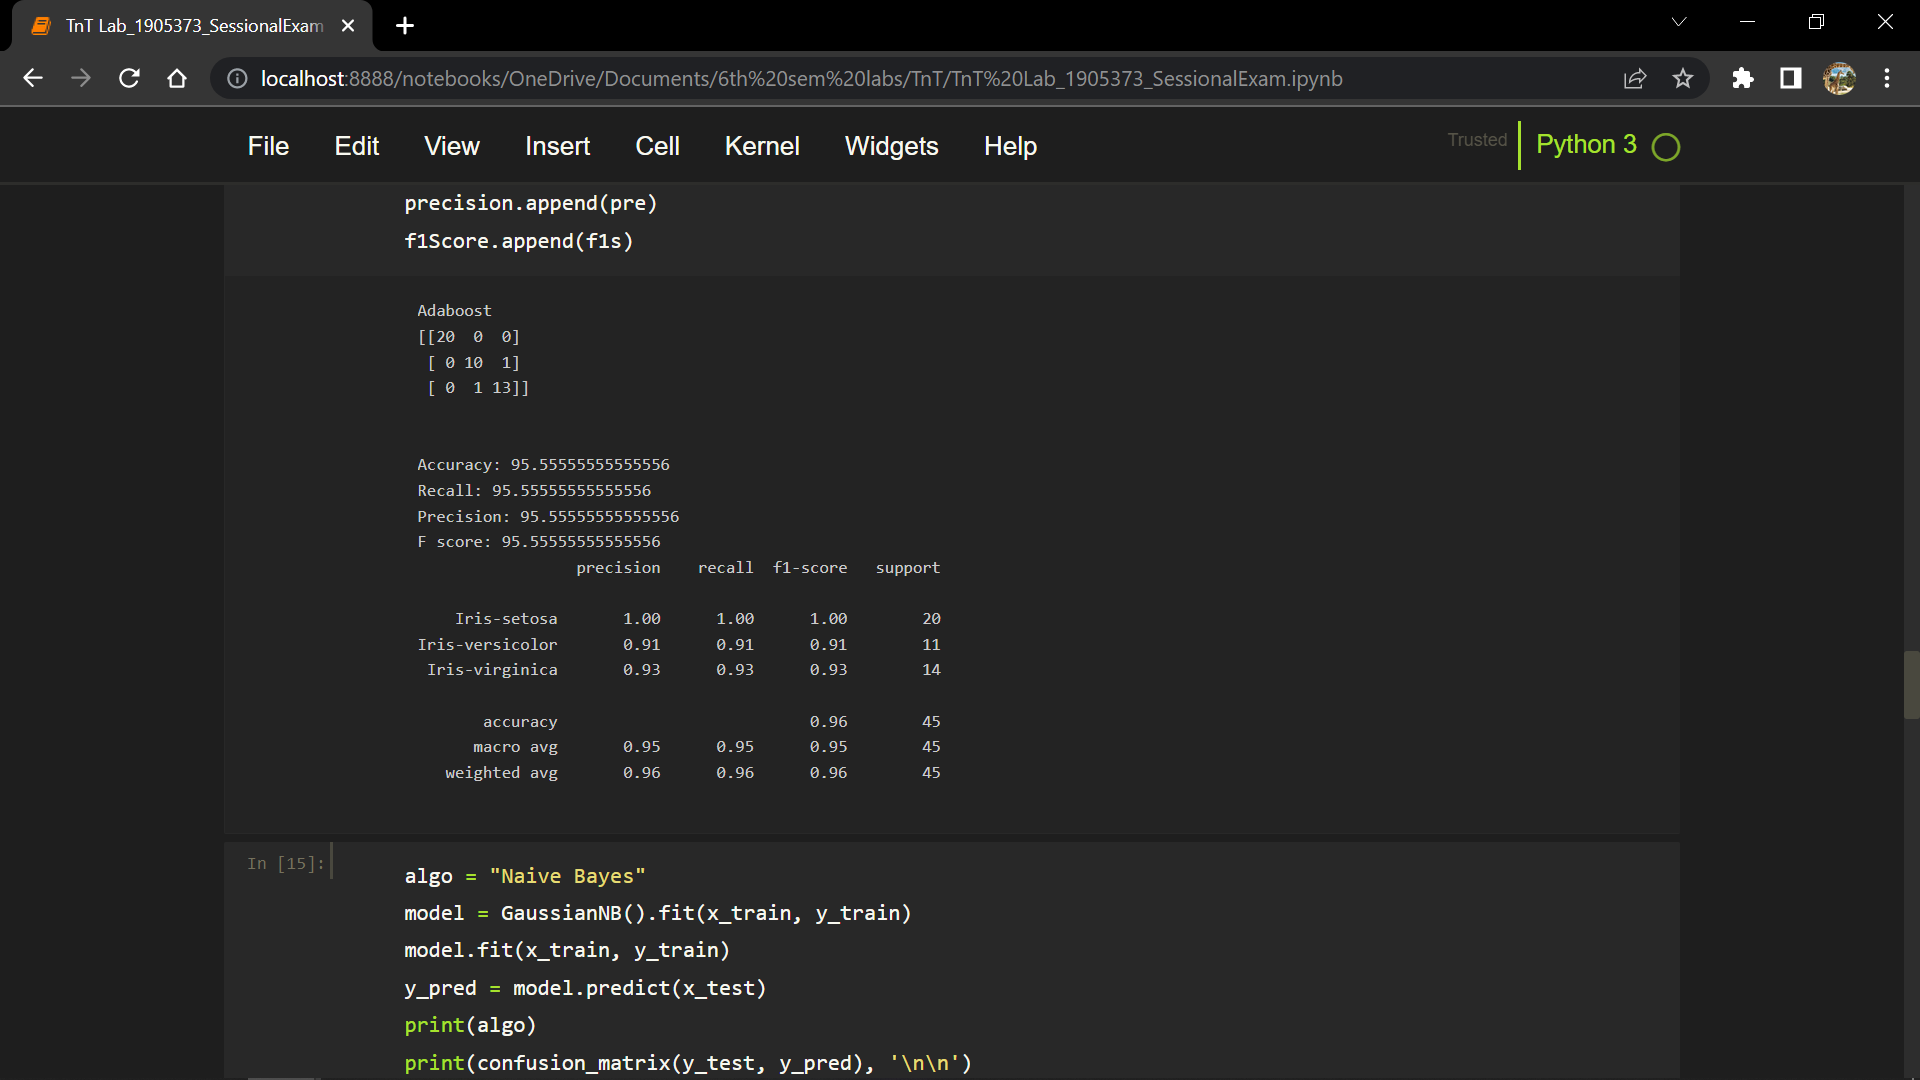 TnT Lab_1905373_SessionalExam
localhost:8888/notebooks/OneDrive/Documents/6th%20sem%20labs/TnT/TnT%20Lab_1905373_SessionalExam.ipynb
File Edit View Insert Cell Kernel Widgets Help Trusted Python 3
precision.append(pre)
f1Score.append(f1s)
Adaboost
[[20  0  0]
 [ 0 10  1]
 [ 0  1 13]]
Accuracy: 95.55555555555556
Recall: 95.55555555555556
Precision: 95.55555555555556
F score: 95.55555555555556
precision recall f1-score support
Iris-setosa 1.00 1.00 1.00 20
Iris-versicolor 0.91 0.91 0.91 11
Iris-virginica 0.93 0.93 0.93 14
accuracy 0.96 45
macro avg 0.95 0.95 0.95 45
weighted avg 0.96 0.96 0.96 45
In [15]:
algo = "Naive Bayes"
model = GaussianNB().fit(x_train, y_train)
model.fit(x_train, y_train)
y_pred = model.predict(x_test)
print(algo)
print(confusion_matrix(y_test, y_pred), '\n\n')